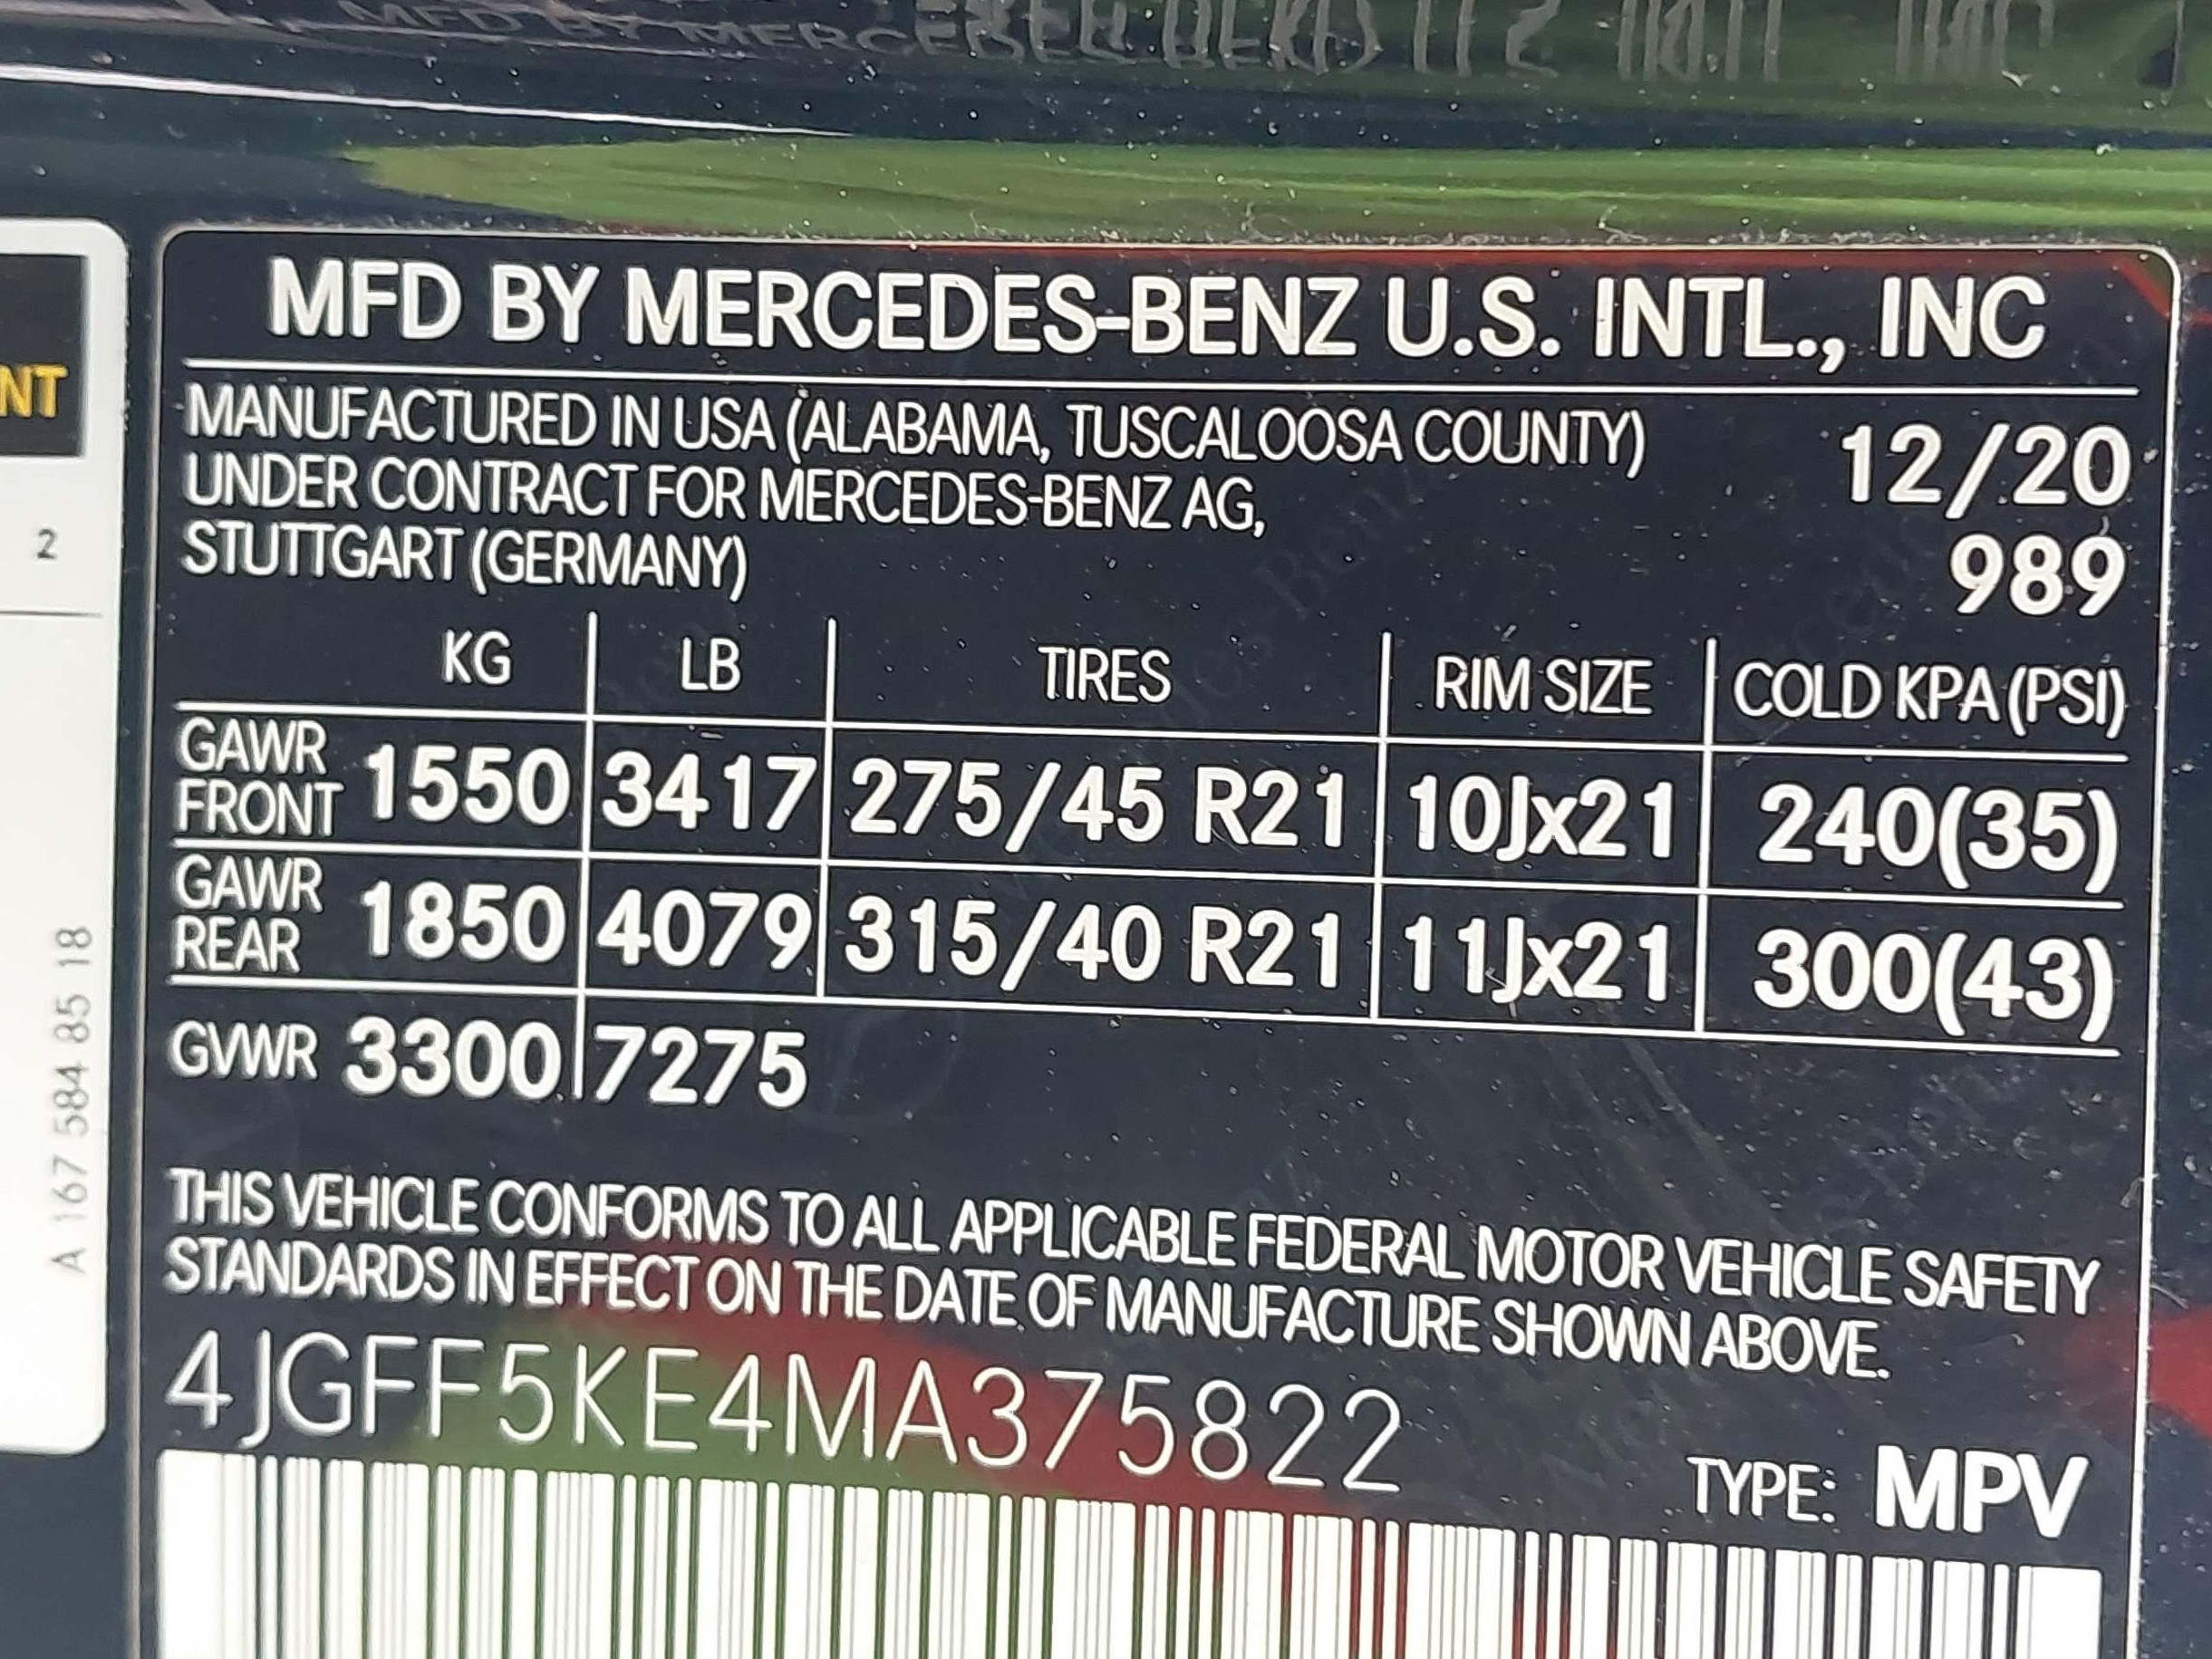 MFD BY MERCEDES-BENZ U.S. INTL., INC
MANUFACTURED IN USA (ALABAMA, TUSCALOOSA COUNTY) 12/20
UNDER CONTRACT FOR MERCEDES-BENZ AG,
STUTTGART (GERMANY) 989
KG LB TIRES RIM SIZE COLD KPA (PSI)
GAWR FRONT 1550 3417 275/45 R21 10Jx21 240(35)
GAWR REAR 1850 4079 315/40 R21 11Jx21 300(43)
GVWR 3300 7275
THIS VEHICLE CONFORMS TO ALL APPLICABLE FEDERAL MOTOR VEHICLE SAFETY
STANDARDS IN EFFECT ON THE DATE OF MANUFACTURE SHOWN ABOVE.
4JGFF5KE4MA375822
TYPE: MPV
NT
2
A 167 584 85 18